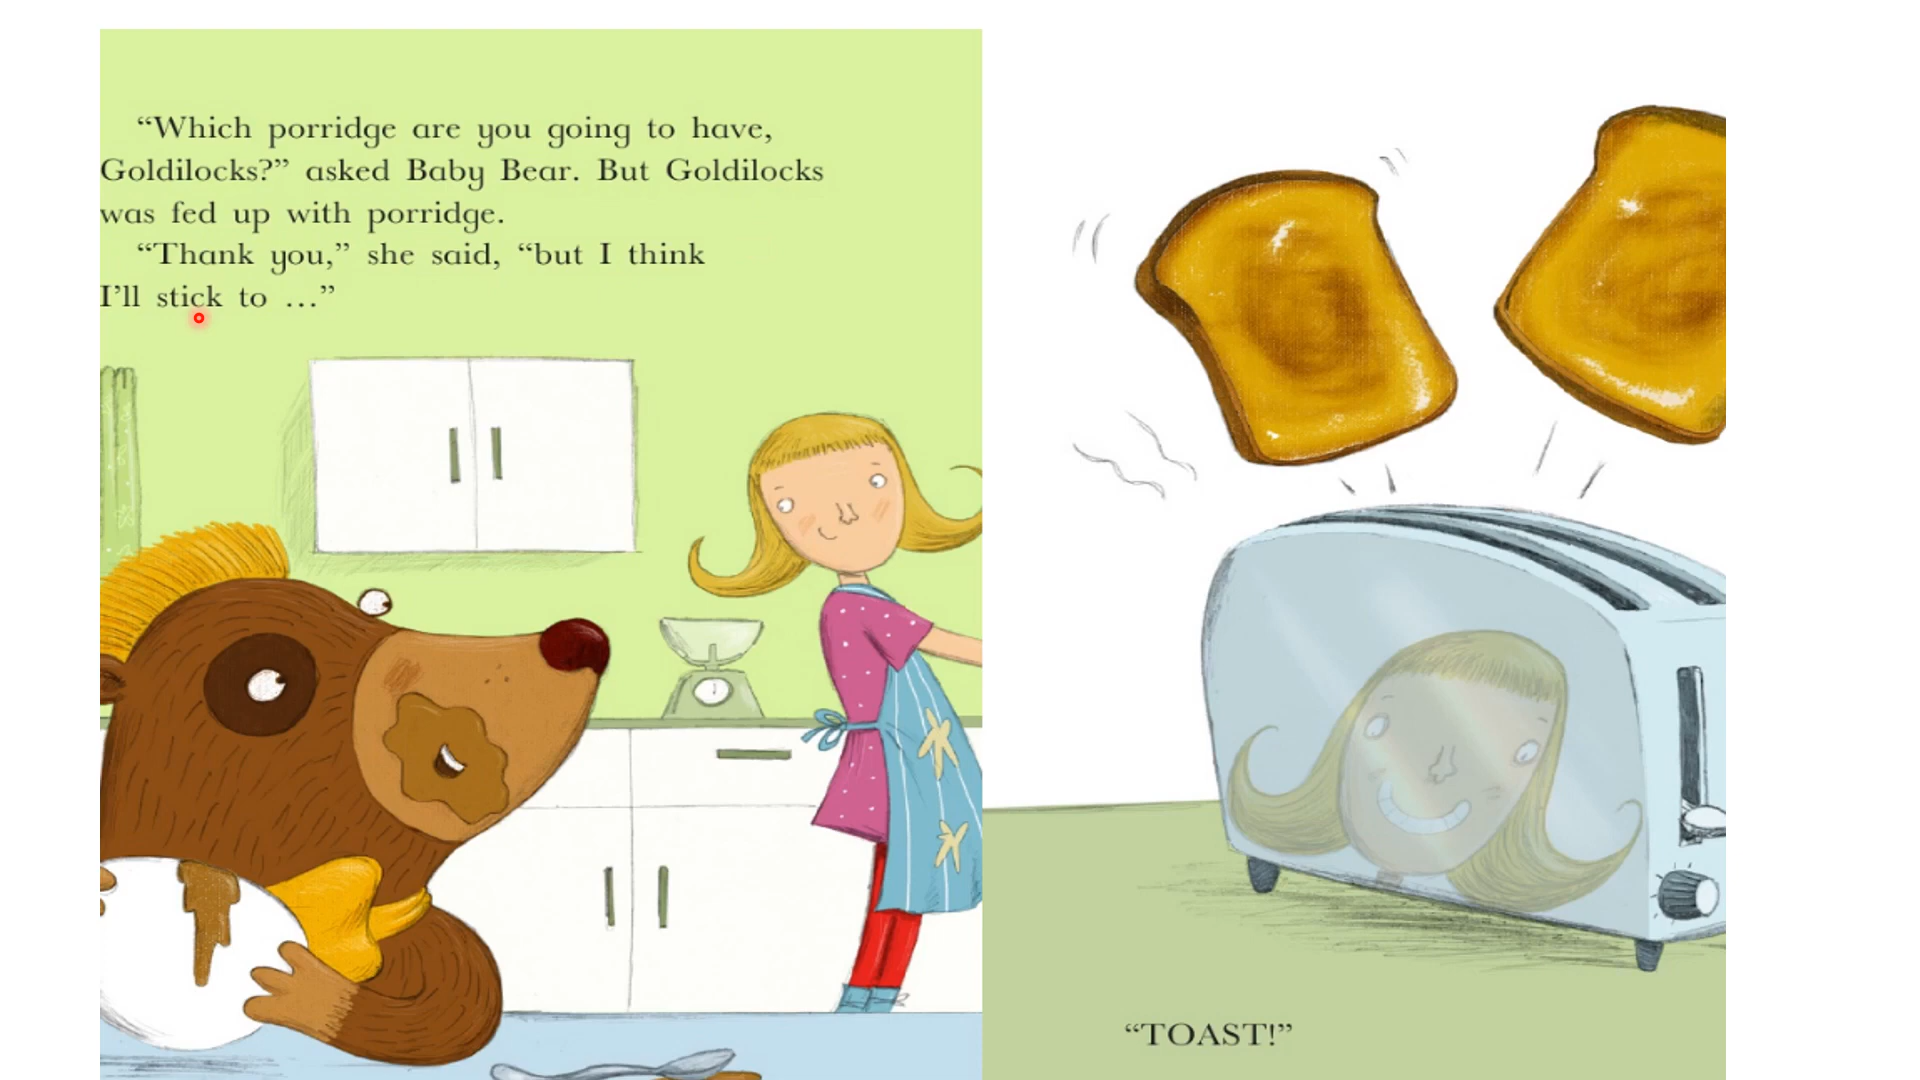 “Which porridge are you going to have,
Goldilocks?” asked Baby Bear. But Goldilocks
was fed up with porridge.
“Thank you,” she said, “but I think
I’ll stick to …”
“TOAST!”